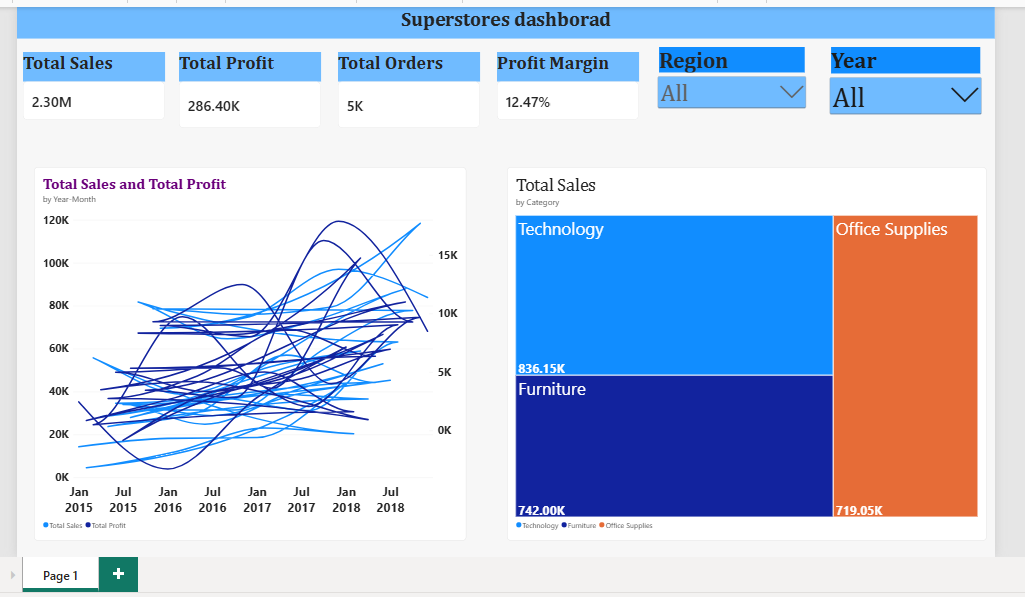 Superstores dashborad
Total Sales
2.30M
Total Profit
286.40K
Total Orders
5K
Profit Margin
12.47%
Region
All
Year
All
Total Sales and Total Profit
by Year-Month
120K
100K
80K
60K
40K
20K
0K
15K
10K
5K
0K
Jan Jul Jan Jul Jan Jul Jan Jul
2015 2015 2016 2016 2017 2017 2018 2018
Total Sales Total Profit
Total Sales
by Category
Technology
836.15K
Furniture
742.00K
Office Supplies
719.05K
Technology Furniture Office Supplies
Page 1